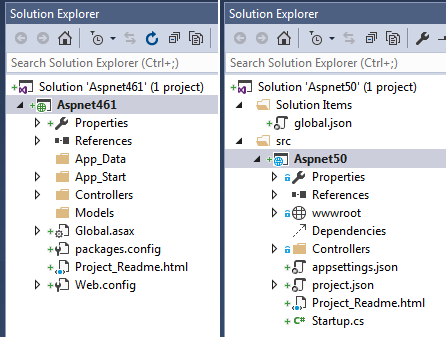 Solution Explorer
Search Solution Explorer (Ctrl+;)
Solution 'Aspnet461' (1 project)
Aspnet461
Properties
References
App_Data
App_Start
Controllers
Models
Global.asax
packages.config
Project_Readme.html
Web.config
Solution Explorer
Search Solution Explorer (Ctrl+;)
Solution 'Aspnet50' (1 project)
Solution Items
global.json
src
Aspnet50
Properties
References
wwwroot
Dependencies
Controllers
appsettings.json
project.json
Project_Readme.html
C# Startup.cs